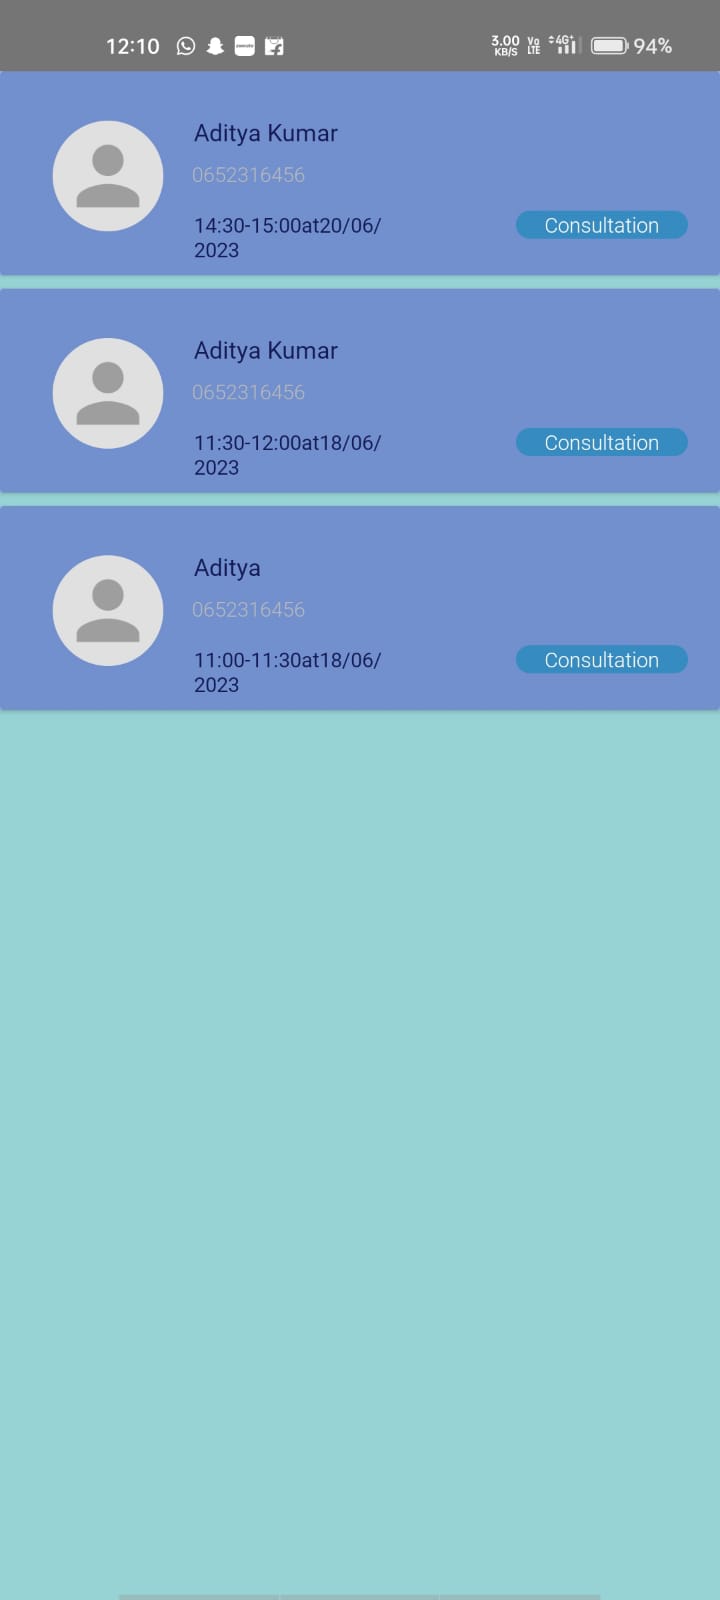 12:10 3.00 KB/S Vo LTE 4G+ 94%
Aditya Kumar
0652316456
14:30-15:00at20/06/
2023
Consultation
Aditya Kumar
0652316456
11:30-12:00at18/06/
2023
Consultation
Aditya
0652316456
11:00-11:30at18/06/
2023
Consultation